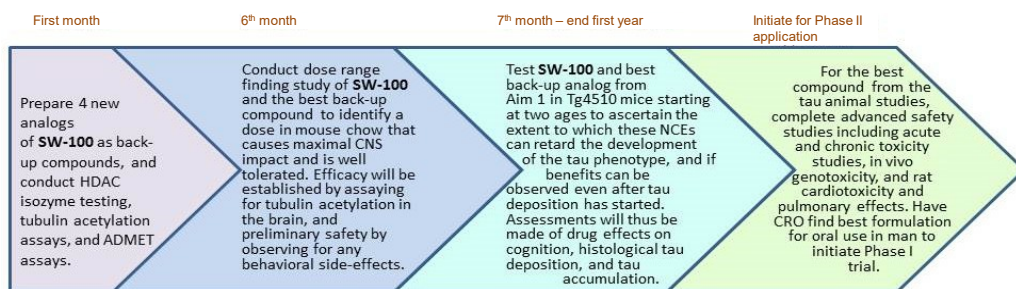 First month
6th month
7th month – end first year
Initiate for Phase II
application
Prepare 4 new
analogs
of SW-100 as back-
up compounds, and
conduct HDAC
isozyme testing,
tubulin acetylation
assays, and ADMET
assays.
Conduct dose range
finding study of SW-100
and the best back-up
compound to identify a
dose in mouse chow that
causes maximal CNS
impact and is well
tolerated. Efficacy will be
established by assaying
for tubulin acetylation in
the brain, and
preliminary safety by
observing for any
behavioral side-effects.
Test SW-100 and best
back-up analog from
Aim 1 in Tg4510 mice starting
at two ages to ascertain the
extent to which these NCEs
can retard the development
of the tau phenotype, and if
benefits can be
observed even after tau
deposition has started.
Assessments will thus be
made of drug effects on
cognition, histological tau
deposition, and tau
accumulation.
For the best
compound from the
tau animal studies,
complete advanced safety
studies including acute
and chronic toxicity
studies, in vivo
genotoxicity, and rat
cardiotoxicity and
pulmonary effects. Have
CRO find best formulation
for oral use in man to
initiate Phase I
trial.